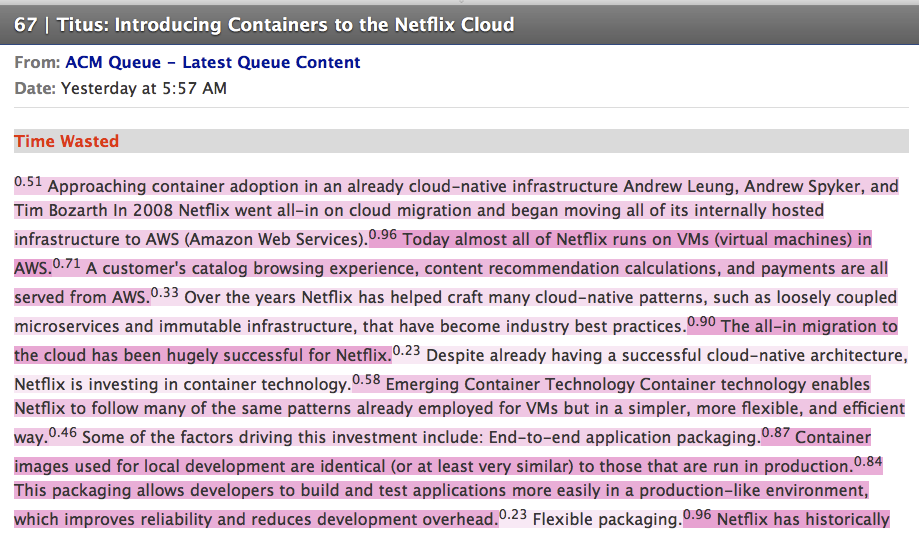 67 | Titus: Introducing Containers to the Netflix Cloud
From: ACM Queue – Latest Queue Content
Date: Yesterday at 5:57 AM
Time Wasted
0.51 Approaching container adoption in an already cloud-native infrastructure Andrew Leung, Andrew Spyker, and
Tim Bozarth In 2008 Netflix went all-in on cloud migration and began moving all of its internally hosted
infrastructure to AWS (Amazon Web Services).0.96 Today almost all of Netflix runs on VMs (virtual machines) in
AWS.0.71 A customer's catalog browsing experience, content recommendation calculations, and payments are all
served from AWS.0.33 Over the years Netflix has helped craft many cloud-native patterns, such as loosely coupled
microservices and immutable infrastructure, that have become industry best practices.0.90 The all-in migration to
the cloud has been hugely successful for Netflix.0.23 Despite already having a successful cloud-native architecture,
Netflix is investing in container technology.0.58 Emerging Container Technology Container technology enables
Netflix to follow many of the same patterns already employed for VMs but in a simpler, more flexible, and efficient
way.0.46 Some of the factors driving this investment include: End-to-end application packaging.0.87 Container
images used for local development are identical (or at least very similar) to those that are run in production.0.84
This packaging allows developers to build and test applications more easily in a production-like environment,
which improves reliability and reduces development overhead.0.23 Flexible packaging.0.96 Netflix has historically